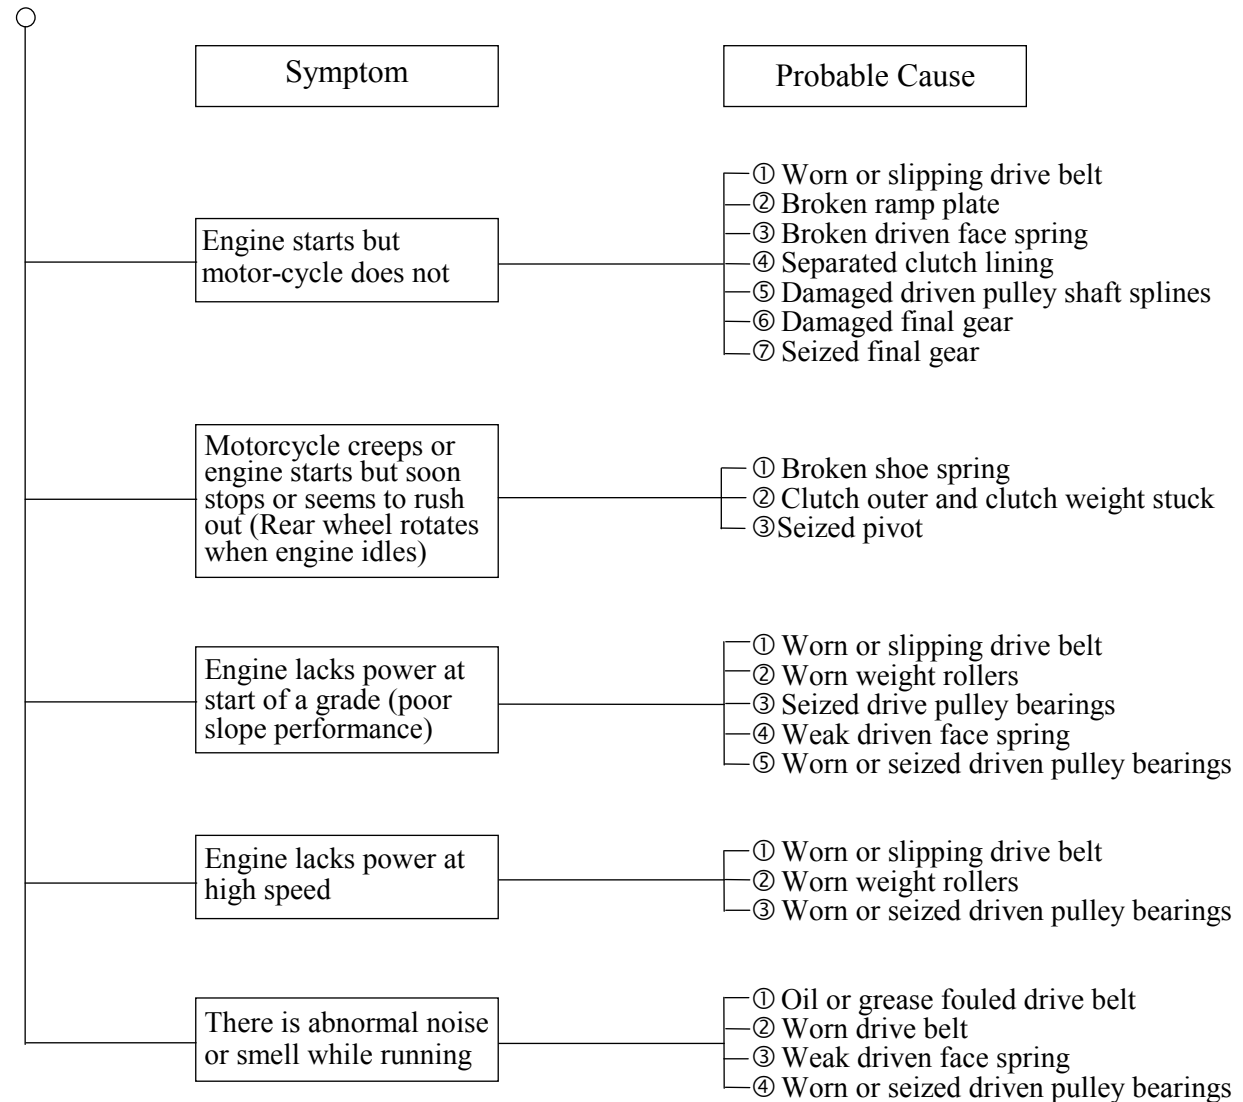 Symptom
Probable Cause
Engine starts but
motor-cycle does not
① Worn or slipping drive belt
② Broken ramp plate
③ Broken driven face spring
④ Separated clutch lining
⑤ Damaged driven pulley shaft splines
⑥ Damaged final gear
⑦ Seized final gear
Motorcycle creeps or
engine starts but soon
stops or seems to rush
out (Rear wheel rotates
when engine idles)
① Broken shoe spring
② Clutch outer and clutch weight stuck
③Seized pivot
Engine lacks power at
start of a grade (poor
slope performance)
① Worn or slipping drive belt
② Worn weight rollers
③ Seized drive pulley bearings
④ Weak driven face spring
⑤ Worn or seized driven pulley bearings
Engine lacks power at
high speed
① Worn or slipping drive belt
② Worn weight rollers
③ Worn or seized driven pulley bearings
There is abnormal noise
or smell while running
① Oil or grease fouled drive belt
② Worn drive belt
③ Weak driven face spring
④ Worn or seized driven pulley bearings